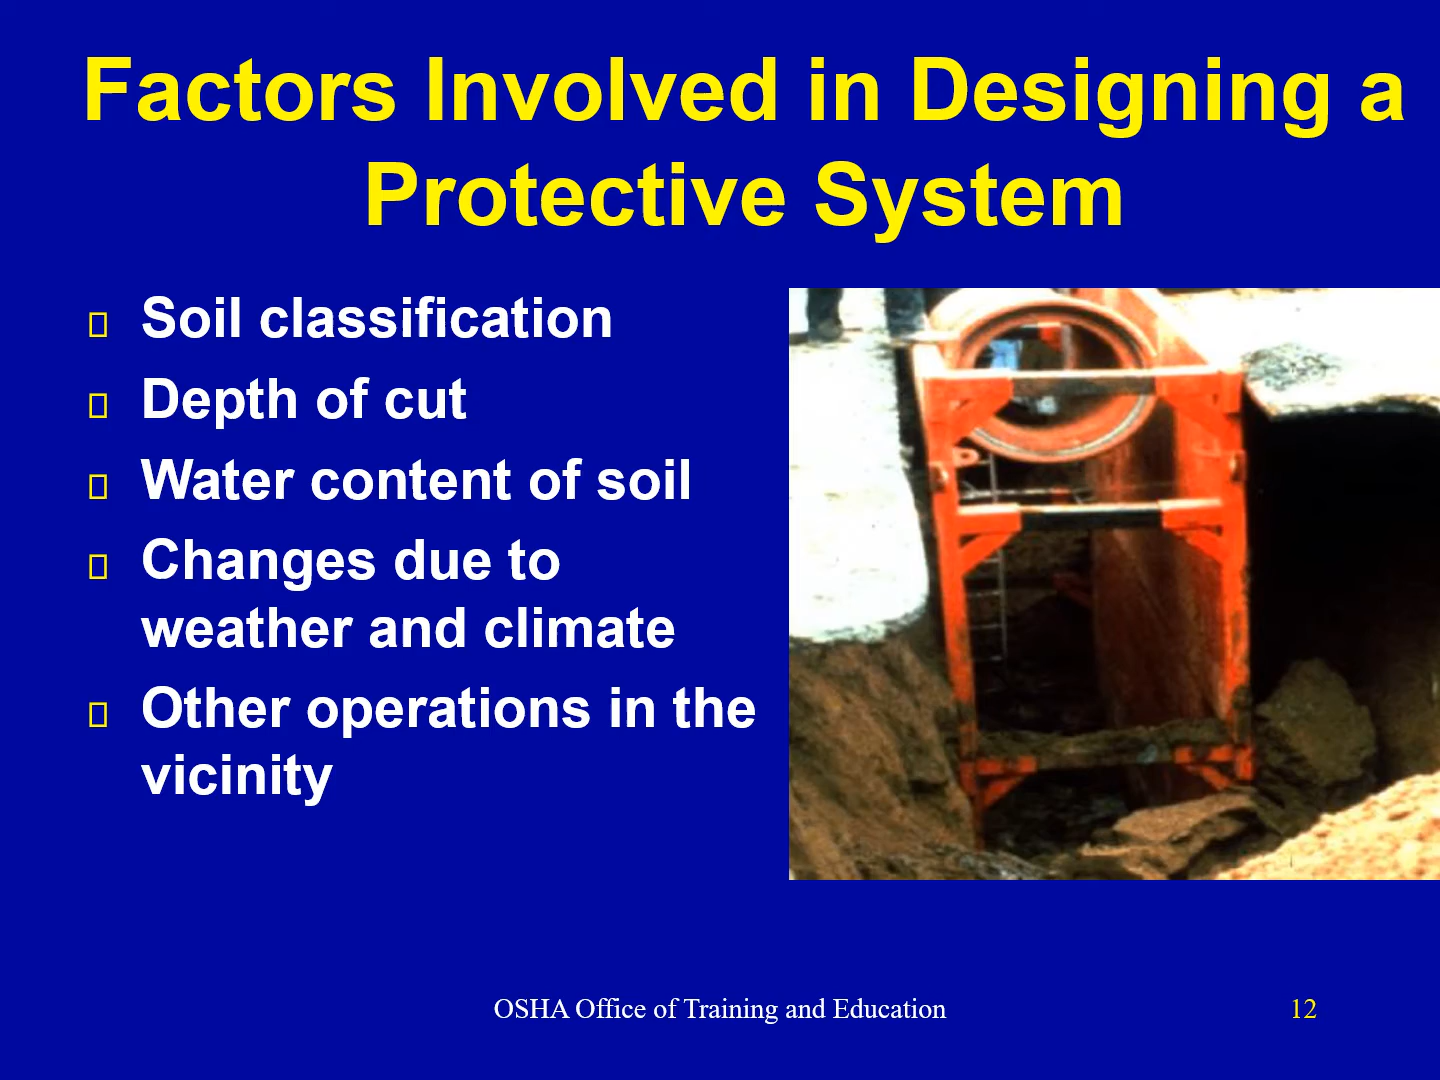 Factors Involved in Designing a
Protective System
Soil classification
Depth of cut
Water content of soil
Changes due to
weather and climate
Other operations in the
vicinity
OSHA Office of Training and Education
12